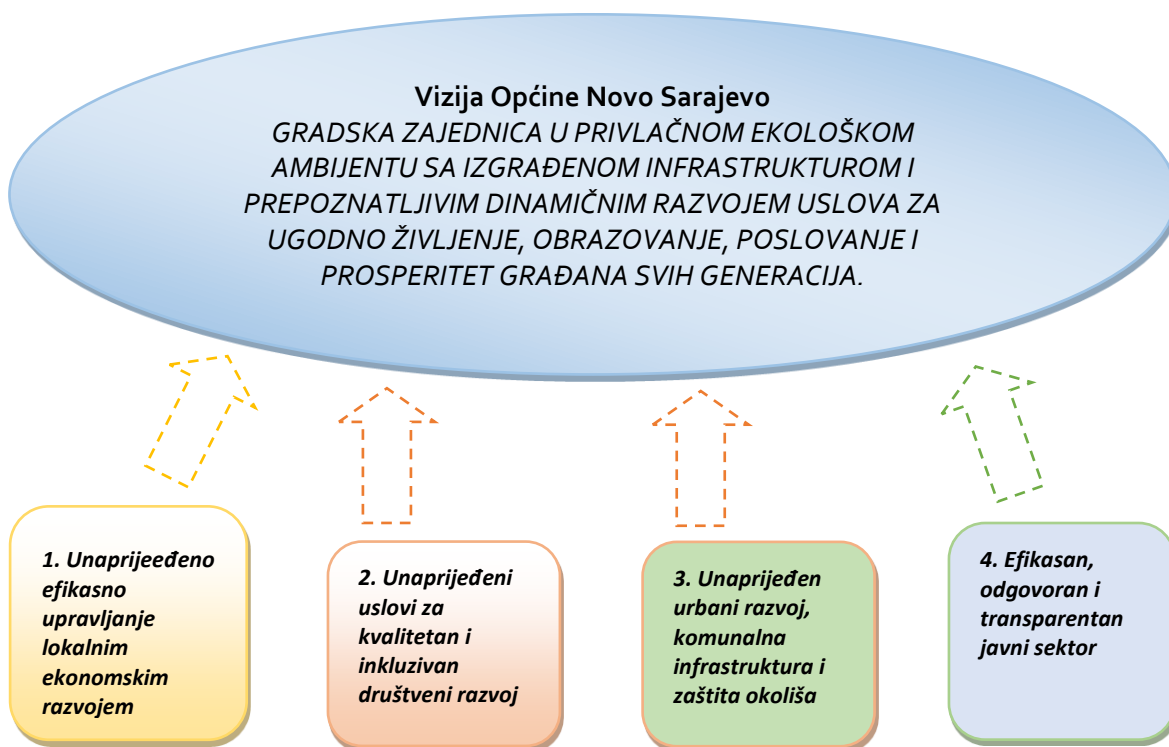 Vizija Općine Novo Sarajevo
GRADSKA ZAJEDNICA U PRIVLAČNOM EKOLOŠKOM
AMBIJENTU SA IZGRAĐENOM INFRASTRUKTUROM I
PREPOZNATLJIVIM DINAMIČNIM RAZVOJEM USLOVA ZA
UGODNO ŽIVLJENJE, OBRAZOVANJE, POSLOVANJE I
PROSPERITET GRAĐANA SVIH GENERACIJA.
1. Unaprijeeđeno
efikasno
upravljanje
lokalnim
ekonomskim
razvojem
2. Unaprijeđeni
uslovi za
kvalitetan i
inkluzivan
društveni razvoj
3. Unaprijeđen
urbani razvoj,
komunalna
infrastruktura i
zaštita okoliša
4. Efikasan,
odgovoran i
transparentan
javni sektor